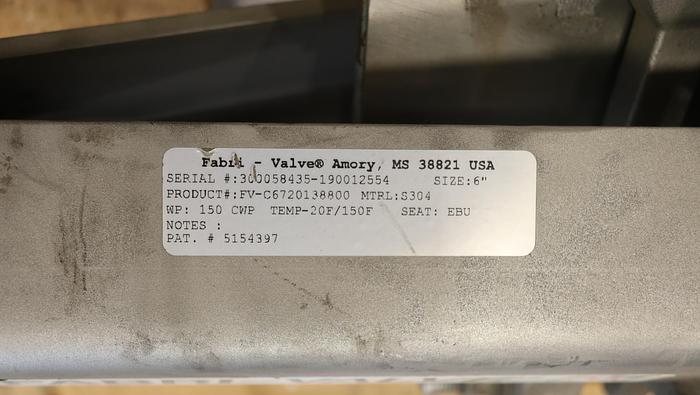 Fabri - Valve® Amory, MS 38821 USA
SERIAL #:300058435-190012554 SIZE:6"
PRODUCT#:FV-C6720138800 MTRL:S304
WP: 150 CWP TEMP-20F/150F SEAT: EBU
NOTES :
PAT. # 5154397